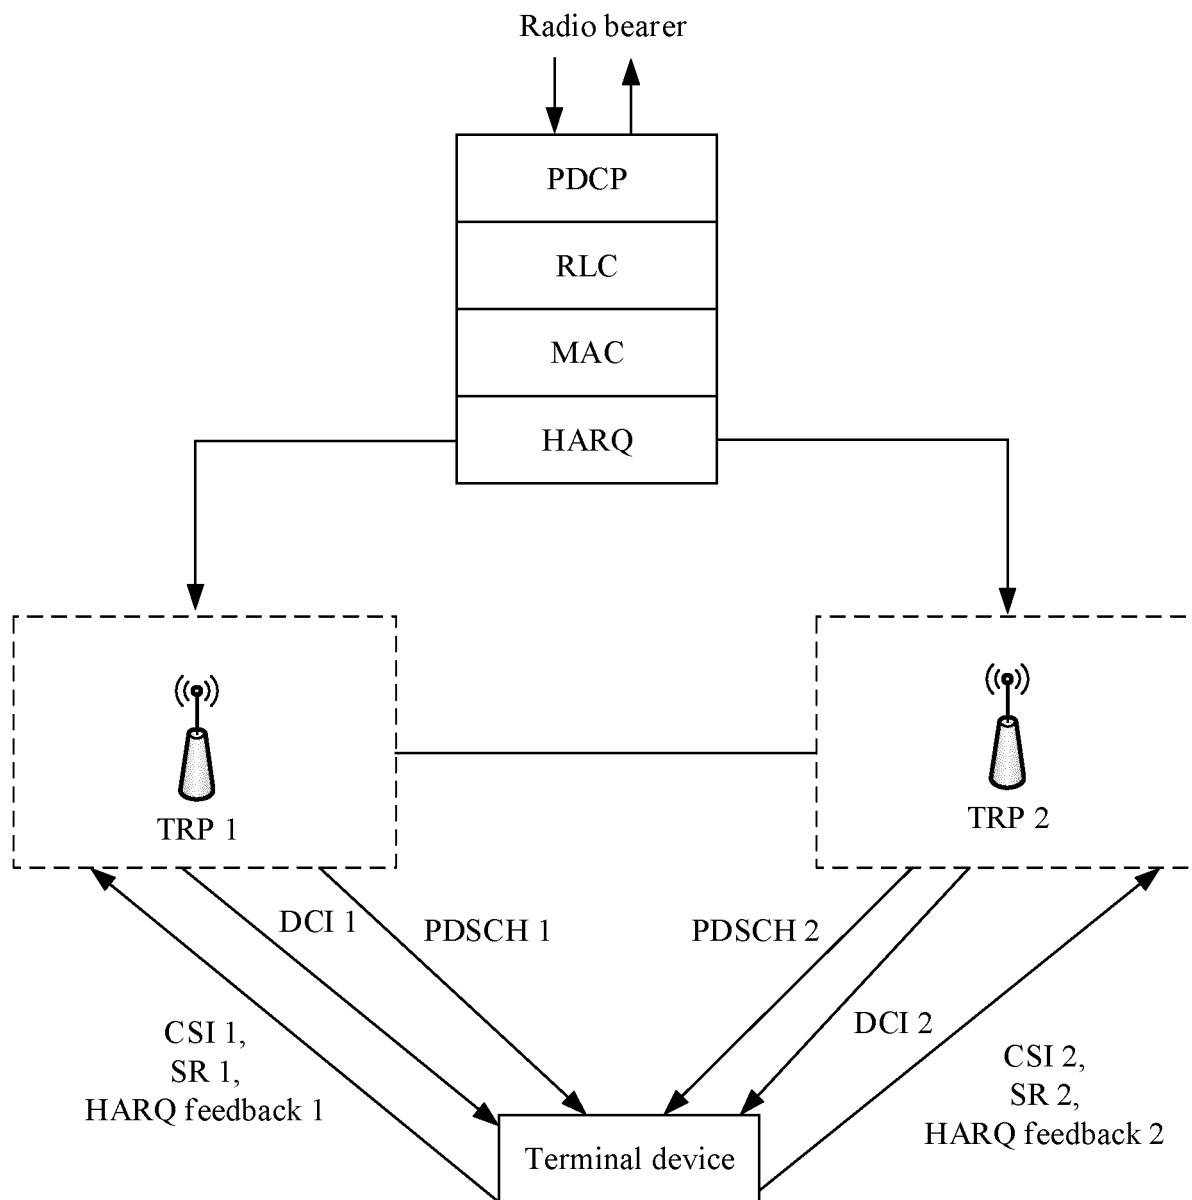 Radio bearer
PDCP
RLC
MAC
HARQ
TRP 1
TRP 2
DCI 1
PDSCH 1
PDSCH 2
DCI 2
CSI 1,
SR 1,
HARQ feedback 1
CSI 2,
SR 2,
HARQ feedback 2
Terminal device